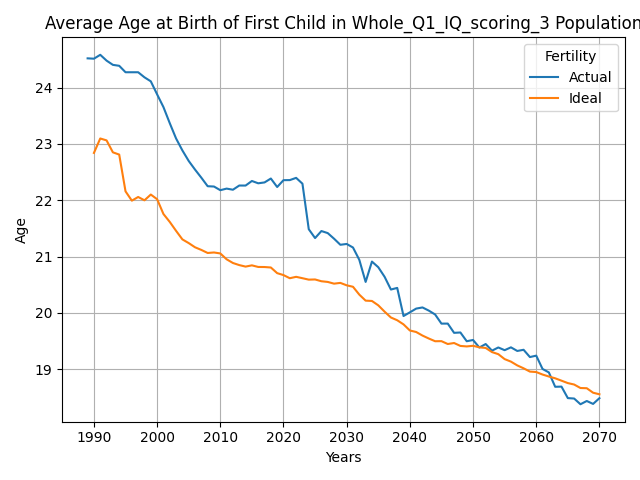 Average Age at Birth of First Child in Whole_Q1_IQ_scoring_3 Population
Fertility
Actual
Ideal
24
23
22
21
20
19
Age
1990 2000 2010 2020 2030 2040 2050 2060 2070
Years